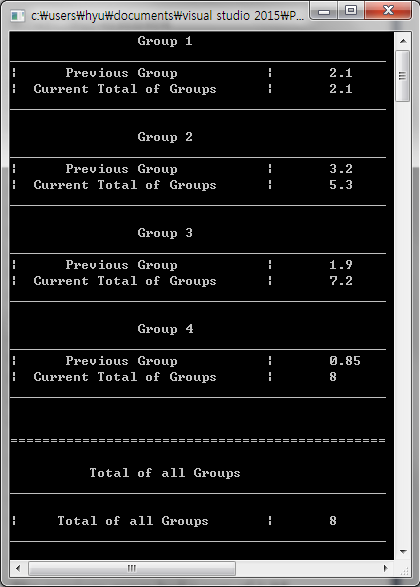 c:₩users₩hyu₩documents₩visual studio 2015₩P...
Group 1
¦ Previous Group ¦ 2.1
¦ Current Total of Groups ¦ 2.1
Group 2
¦ Previous Group ¦ 3.2
¦ Current Total of Groups ¦ 5.3
Group 3
¦ Previous Group ¦ 1.9
¦ Current Total of Groups ¦ 7.2
Group 4
¦ Previous Group ¦ 0.85
¦ Current Total of Groups ¦ 8
===============================================
Total of all Groups
¦ Total of all Groups ¦ 8